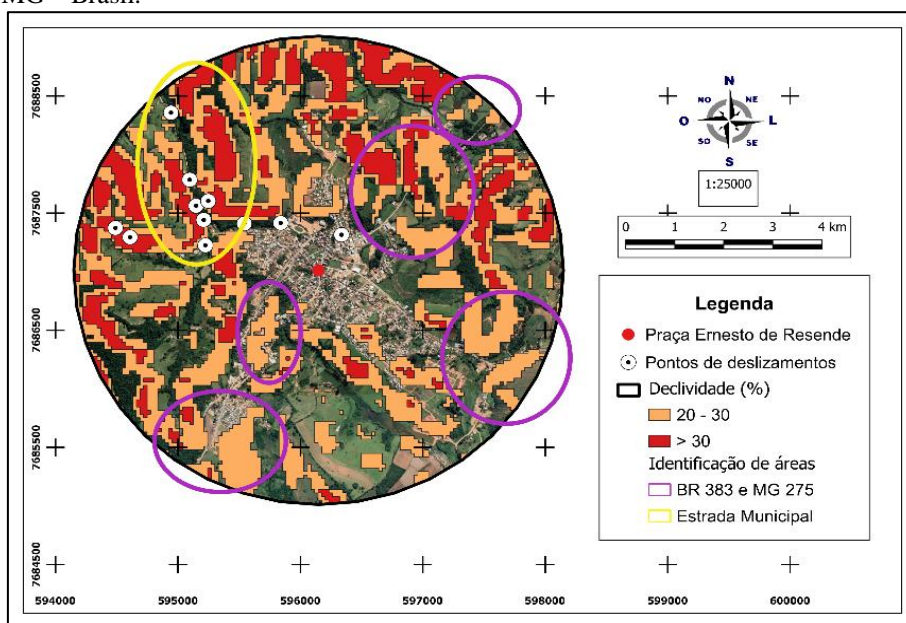 MG – Brasil.
N
NO
NE
O
L
SO
SE
S
1:25000
0 1 2 3 4 km
Legenda
Praça Ernesto de Resende
Pontos de deslizamentos
Declividade (%)
20 - 30
> 30
Identificação de áreas
BR 383 e MG 275
Estrada Municipal
7688500
7687500
7686500
7685500
7684500
594000 595000 596000 597000 598000 599000 600000